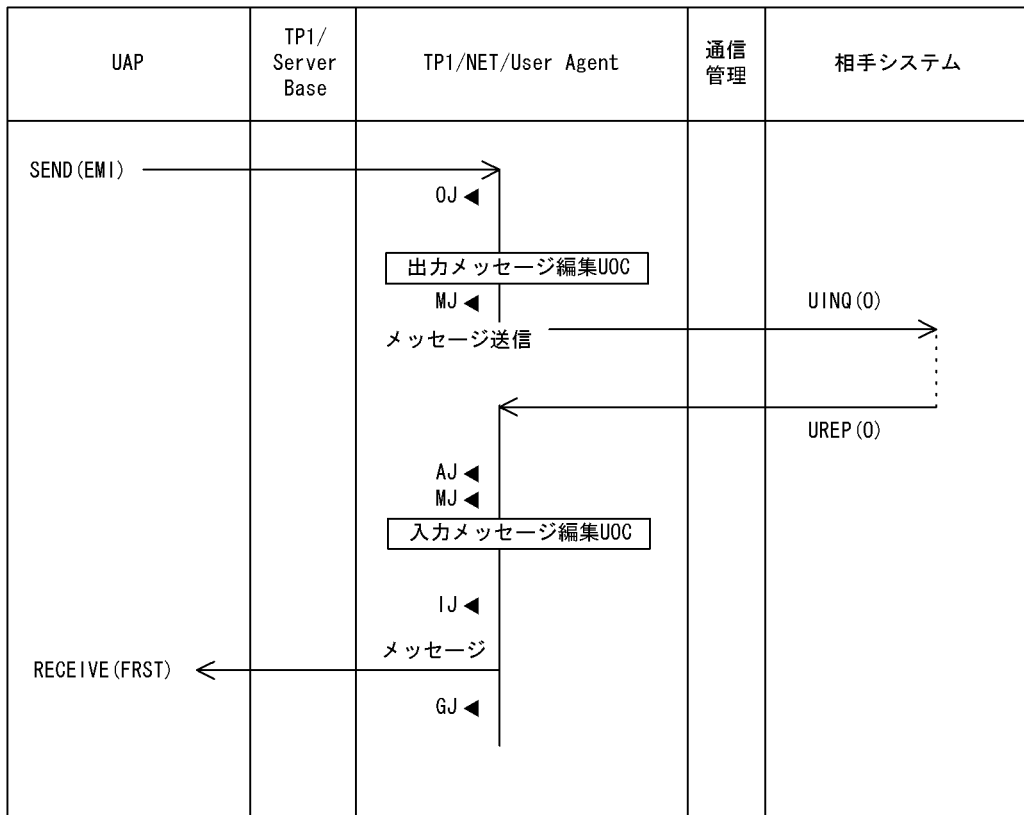 UAP
TP1/
Server
Base
TP1/NET/User Agent
通信
管理
相手システム
SEND(EMI)
OJ
出力メッセージ編集UOC
MJ
UINQ(O)
メッセージ送信
UREP(O)
AJ
MJ
入力メッセージ編集UOC
IJ
メッセージ
RECEIVE(FRST)
GJ